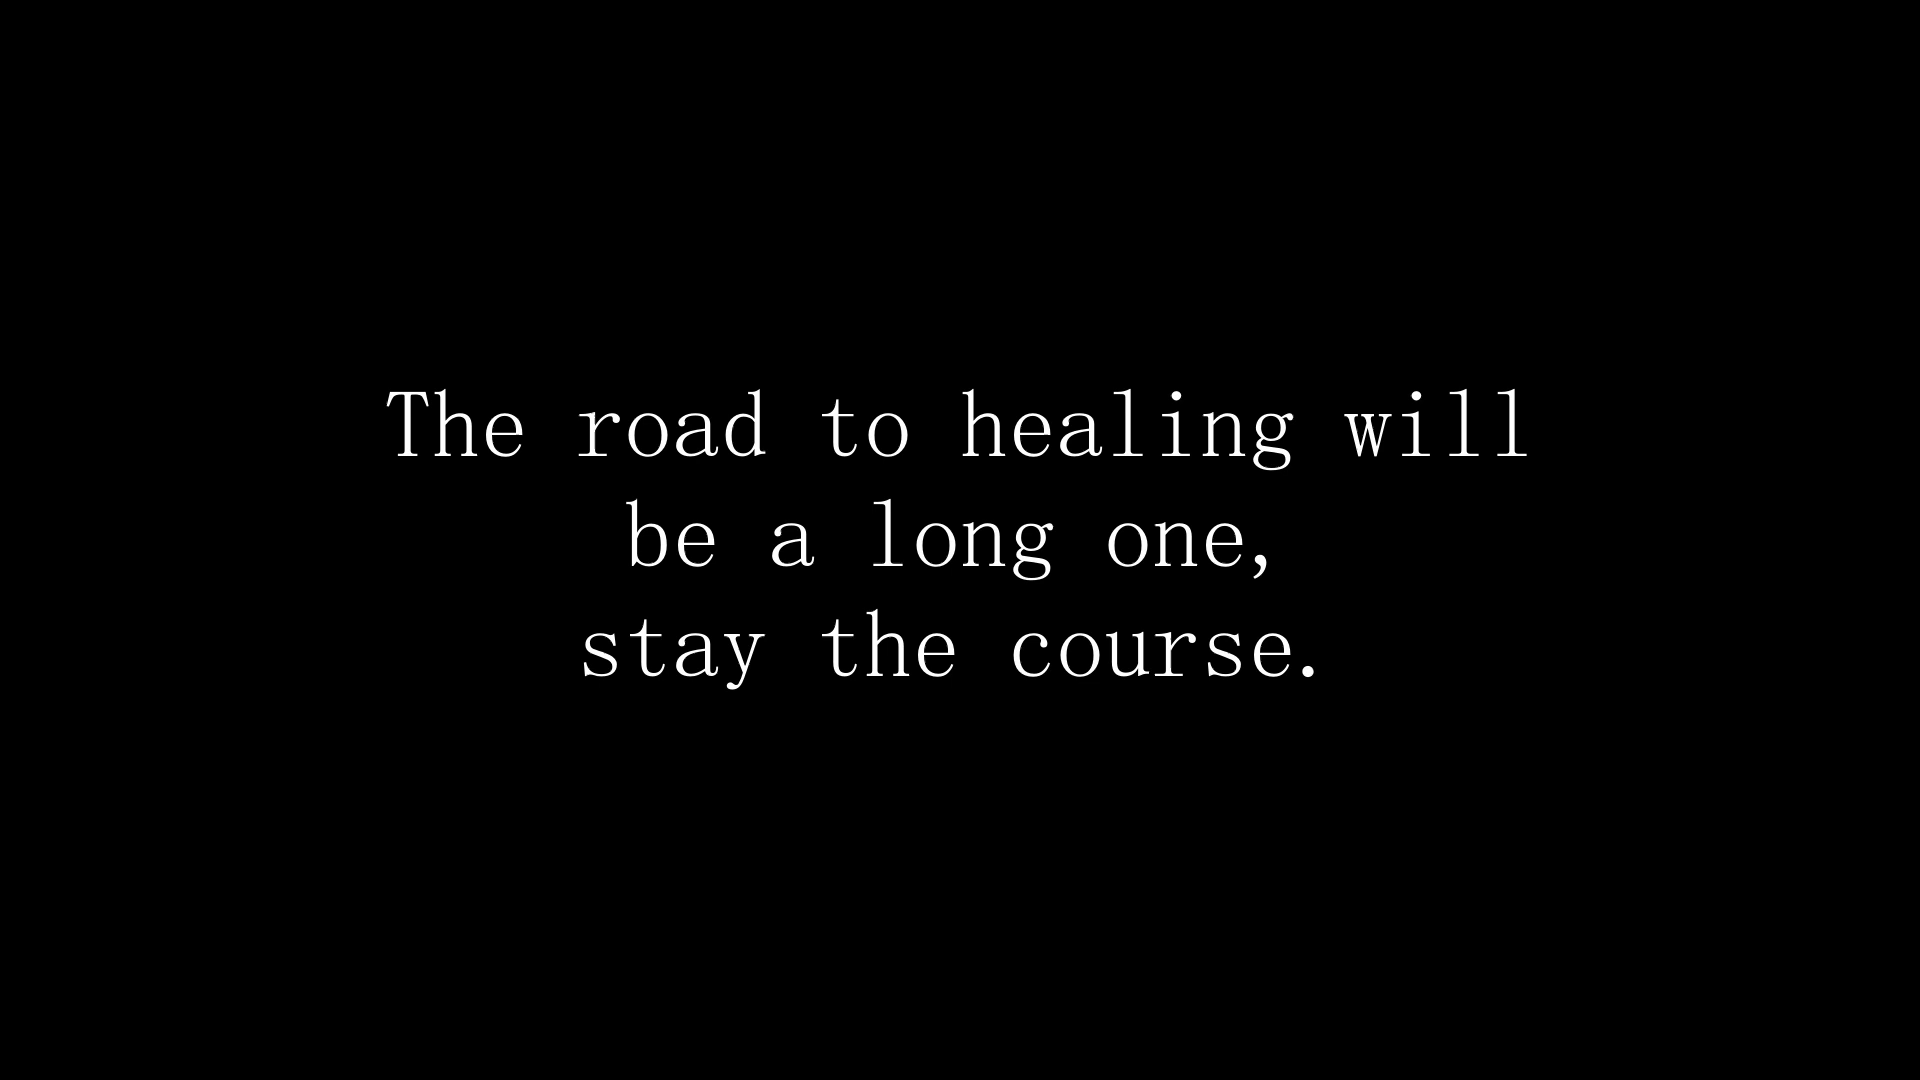 The road to healing will
be a long one,
stay the course.